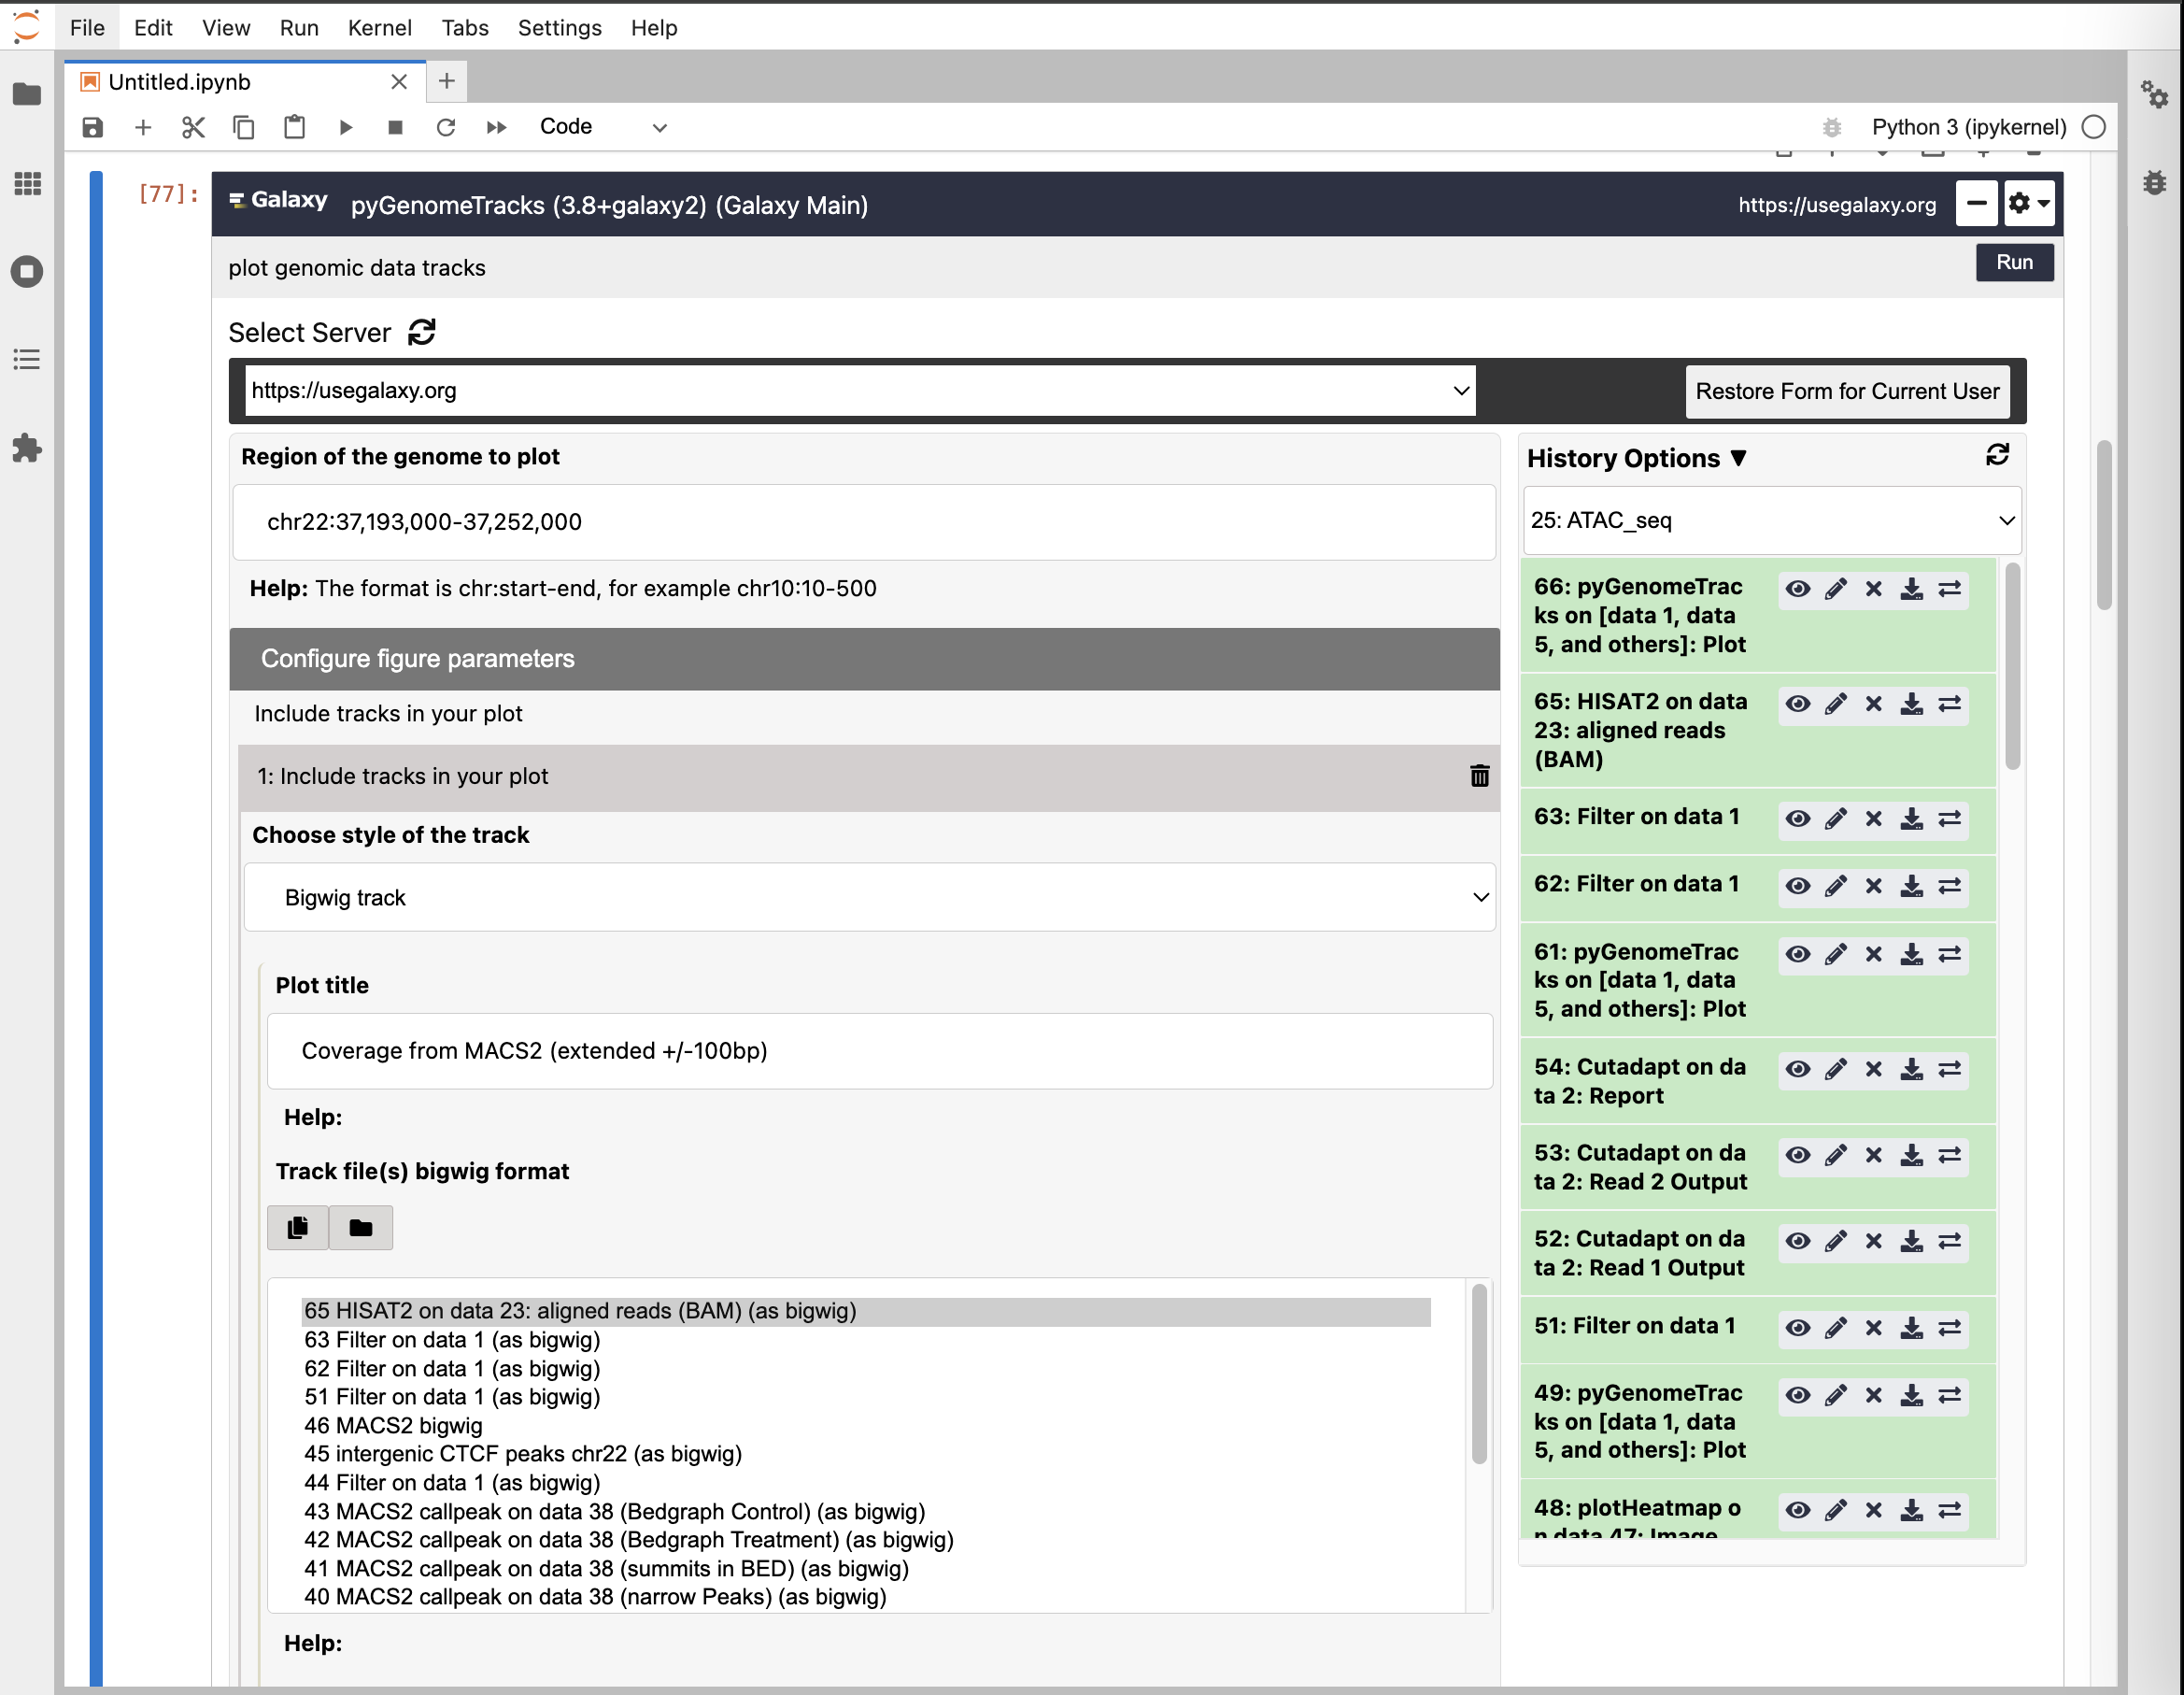 File Edit View Run Kernel Tabs Settings Help
Untitled.ipynb
Code
Python 3 (ipykernel)
[77]:
Galaxy
pyGenomeTracks (3.8+galaxy2) (Galaxy Main)
https://usegalaxy.org
plot genomic data tracks
Run
Select Server
https://usegalaxy.org
Restore Form for Current User
Region of the genome to plot
chr22:37,193,000-37,252,000
Help: The format is chr:start-end, for example chr10:10-500
Configure figure parameters
Include tracks in your plot
1: Include tracks in your plot
Choose style of the track
Bigwig track
Plot title
Coverage from MACS2 (extended +/-100bp)
Help:
Track file(s) bigwig format
65 HISAT2 on data 23: aligned reads (BAM) (as bigwig)
63 Filter on data 1 (as bigwig)
62 Filter on data 1 (as bigwig)
51 Filter on data 1 (as bigwig)
46 MACS2 bigwig
45 intergenic CTCF peaks chr22 (as bigwig)
44 Filter on data 1 (as bigwig)
43 MACS2 callpeak on data 38 (Bedgraph Control) (as bigwig)
42 MACS2 callpeak on data 38 (Bedgraph Treatment) (as bigwig)
41 MACS2 callpeak on data 38 (summits in BED) (as bigwig)
40 MACS2 callpeak on data 38 (narrow Peaks) (as bigwig)
Help:
History Options ▼
25: ATAC_seq
66: pyGenomeTrac
ks on [data 1, data
5, and others]: Plot
65: HISAT2 on data
23: aligned reads
(BAM)
63: Filter on data 1
62: Filter on data 1
61: pyGenomeTrac
ks on [data 1, data
5, and others]: Plot
54: Cutadapt on da
ta 2: Report
53: Cutadapt on da
ta 2: Read 2 Output
52: Cutadapt on da
ta 2: Read 1 Output
51: Filter on data 1
49: pyGenomeTrac
ks on [data 1, data
5, and others]: Plot
48: plotHeatmap o
n data 47: Image